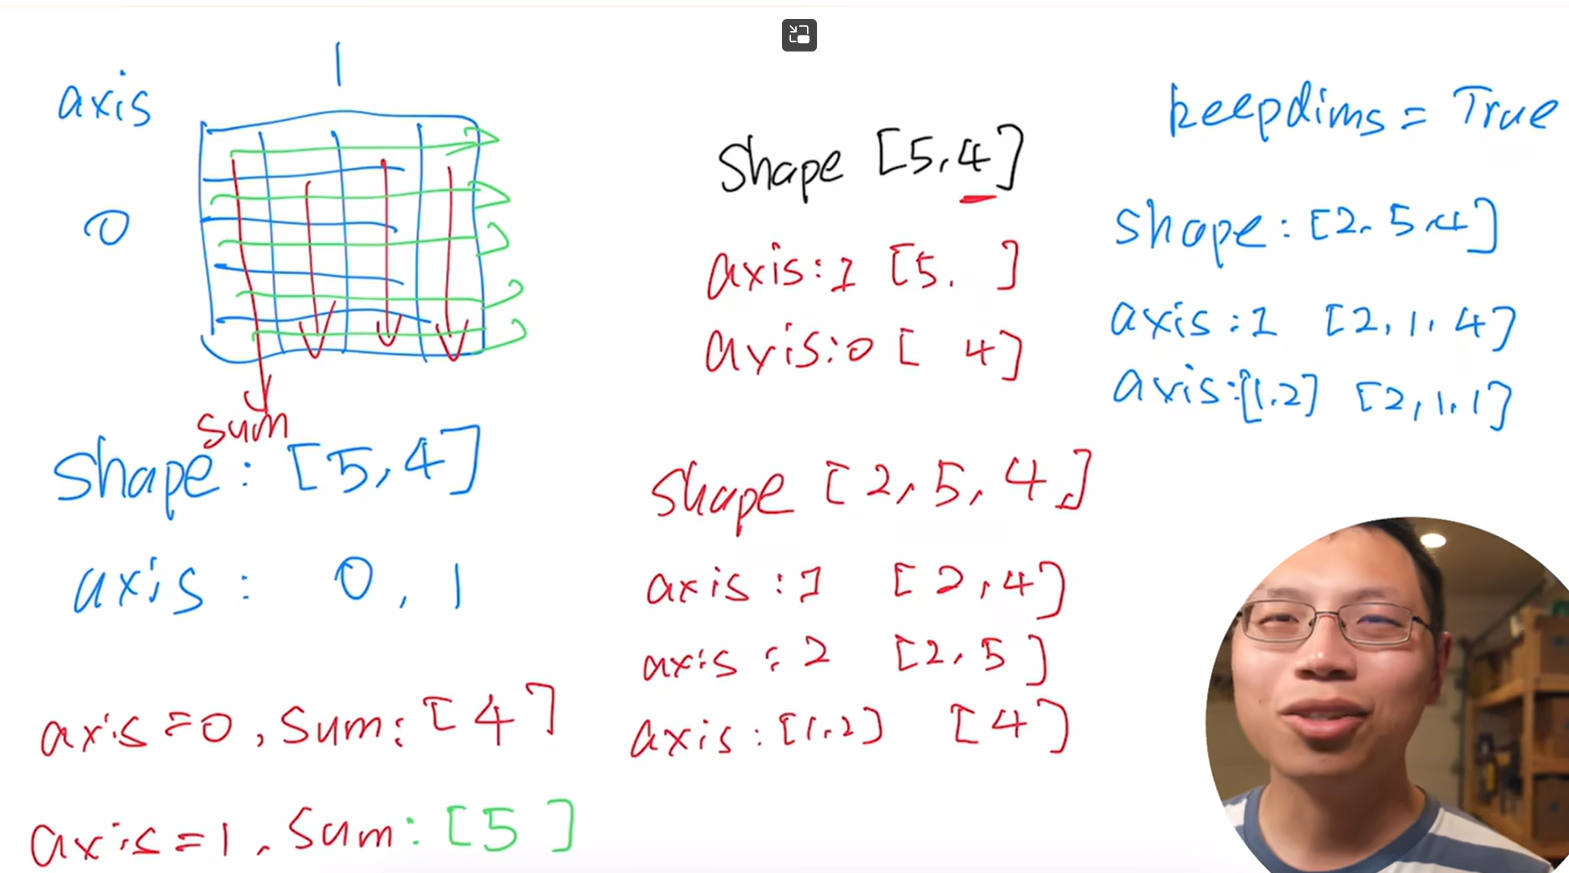 1
axis
0
sum
shape: [5,4]
axis: 0, 1
axis=0, sum: [4]
axis=1, sum: [5 ]
shape [5,4]
axis:1 [5. ]
axis:0 [ 4]
shape [2,5,4]
axis:1 [2,4]
axis:2 [2,5]
axis:[1,2] [4]
keepdims = True
shape: [2,5,4]
axis:1 [2,1,4]
axis:[1,2] [2,1,1]